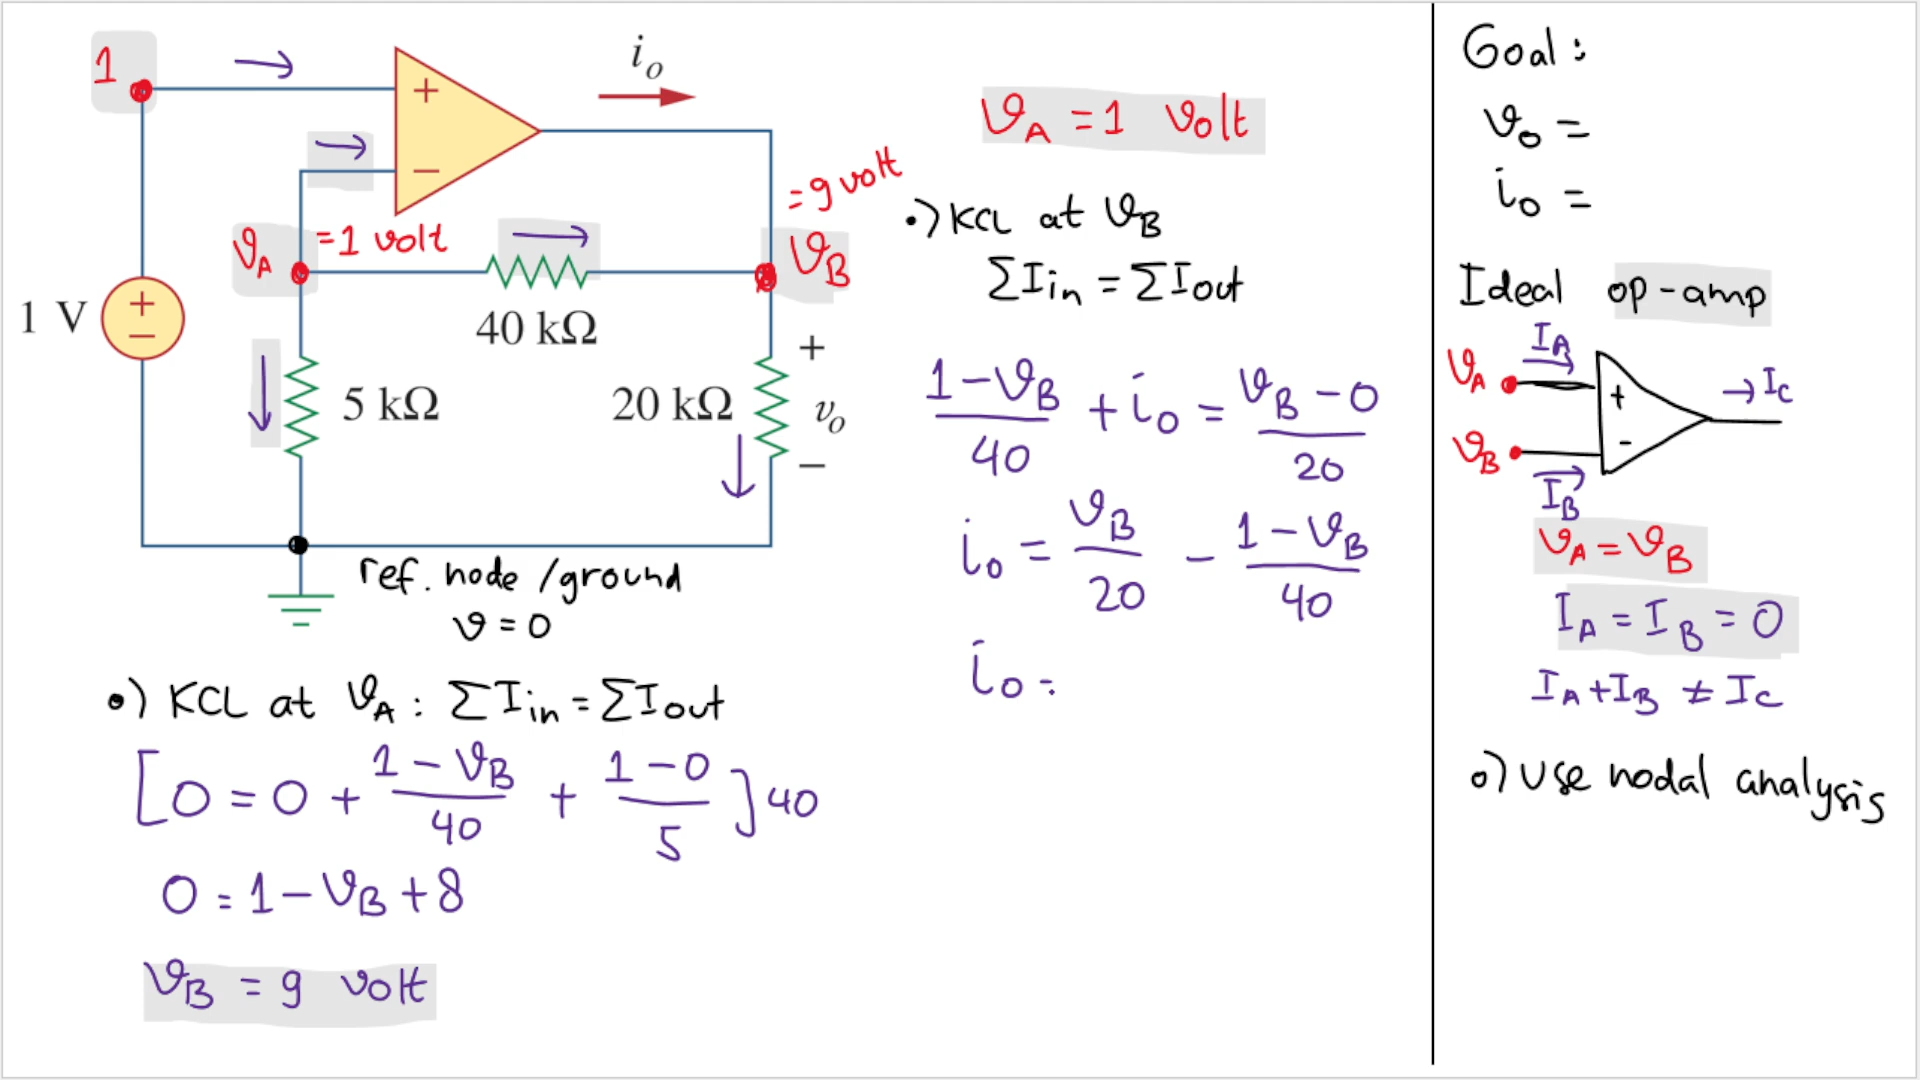 1
+
−
i_o
= 9 volt
V_A = 1 volt
V_B
1 V
+
−
40 kΩ
5 kΩ
20 kΩ
+
v_o
−
ref. node / ground
V = 0
•) KCL at V_A : ΣI_in = ΣI_out
[0 = 0 + (1 − V_B)/40 + (1 − 0)/5] 40
0 = 1 − V_B + 8
V_B = 9 volt
V_A = 1 volt
•) KCL at V_B
ΣI_in = ΣI_out
(1 − V_B)/40 + i_o = (V_B − 0)/20
i_o = V_B/20 − (1 − V_B)/40
i_o =
Goal :
V_o =
i_o =
Ideal op-amp
V_A I_A + → I_C
V_B I_B -
V_A = V_B
I_A = I_B = 0
I_A + I_B ≠ I_C
o) Use nodal analysis